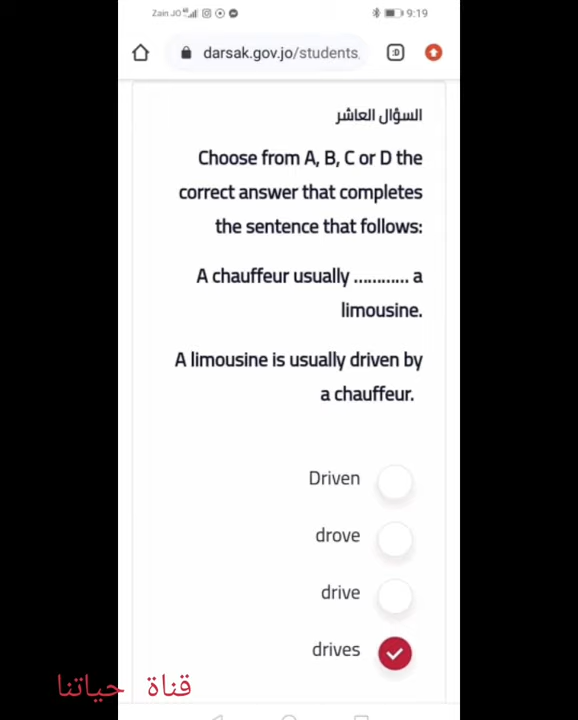 Zain JO
9:19
darsak.gov.jo/students
:D
السؤال العاشر
Choose from A, B, C or D the
correct answer that completes
the sentence that follows:
A chauffeur usually ............ a
limousine.
A limousine is usually driven by
a chauffeur.
Driven
drove
drive
drives
قناة حياتنا